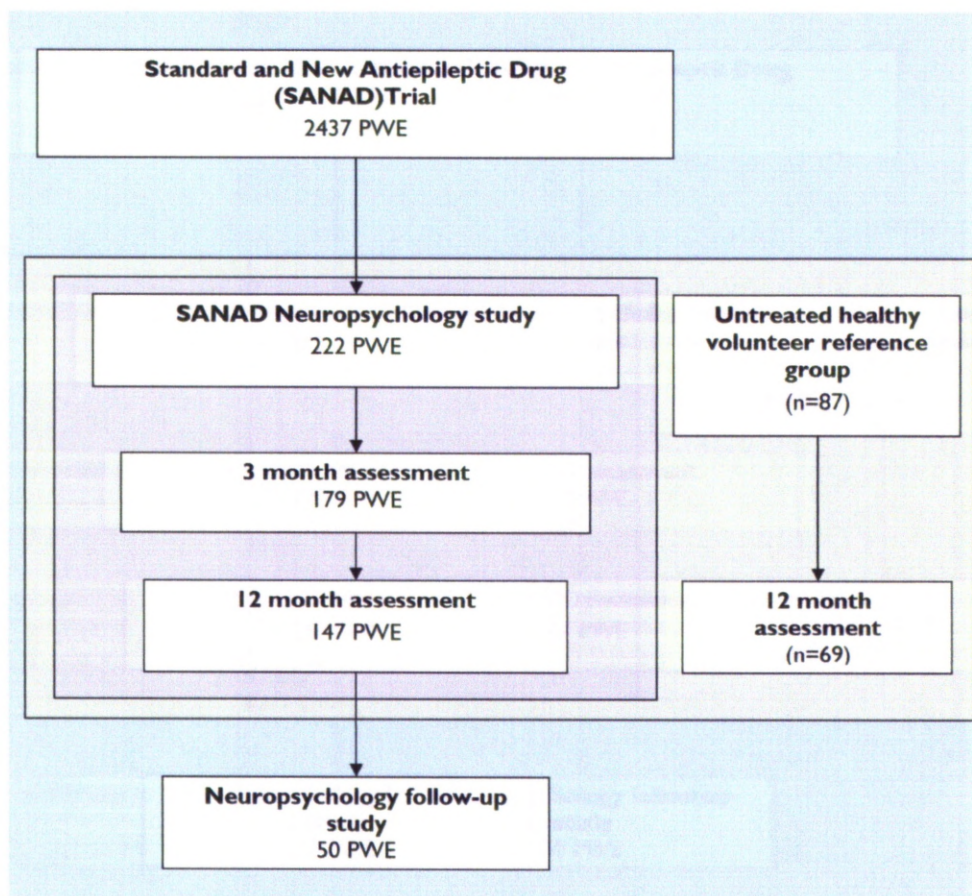 Standard and New Antiepileptic Drug
(SANAD)Trial
2437 PWE
SANAD Neuropsychology study
222 PWE
Untreated healthy
volunteer reference
group
(n=87)
3 month assessment
179 PWE
12 month assessment
147 PWE
12 month
assessment
(n=69)
Neuropsychology follow-up
study
50 PWE